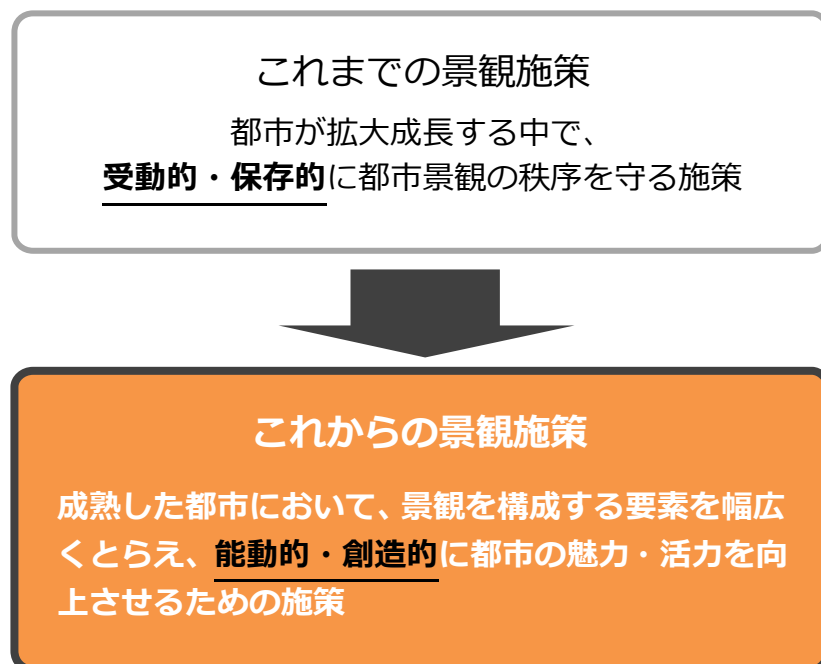 これまでの景観施策
都市が拡大成長する中で、
受動的・保存的に都市景観の秩序を守る施策
これからの景観施策
成熟した都市において、景観を構成する要素を幅広
くとらえ、能動的・創造的に都市の魅力・活力を向
上させるための施策